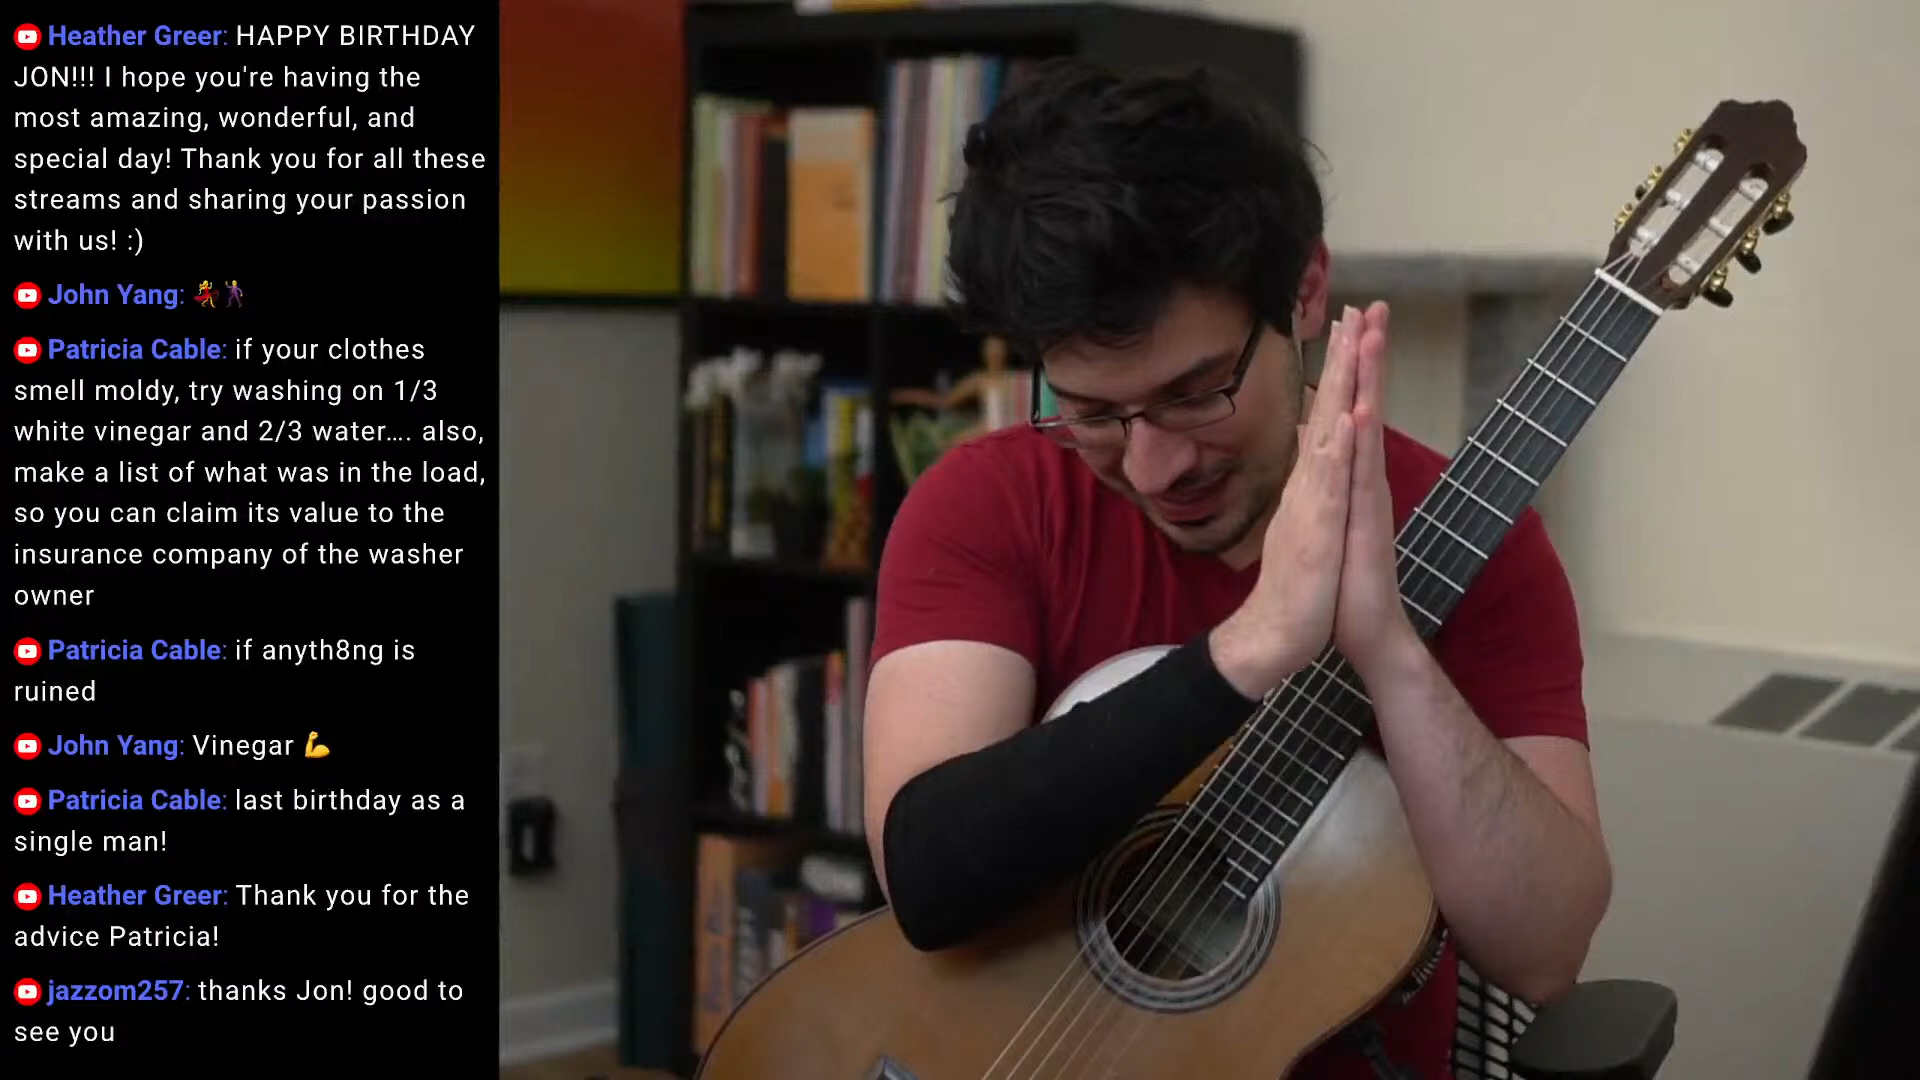 Heather Greer: HAPPY BIRTHDAY
JON!!! I hope you're having the
most amazing, wonderful, and
special day! Thank you for all these
streams and sharing your passion
with us! :)
John Yang: 💃🕺
Patricia Cable: if your clothes
smell moldy, try washing on 1/3
white vinegar and 2/3 water.... also,
make a list of what was in the load,
so you can claim its value to the
insurance company of the washer
owner
Patricia Cable: if anyth8ng is
ruined
John Yang: Vinegar 💪
Patricia Cable: last birthday as a
single man!
Heather Greer: Thank you for the
advice Patricia!
jazzom257: thanks Jon! good to
see you